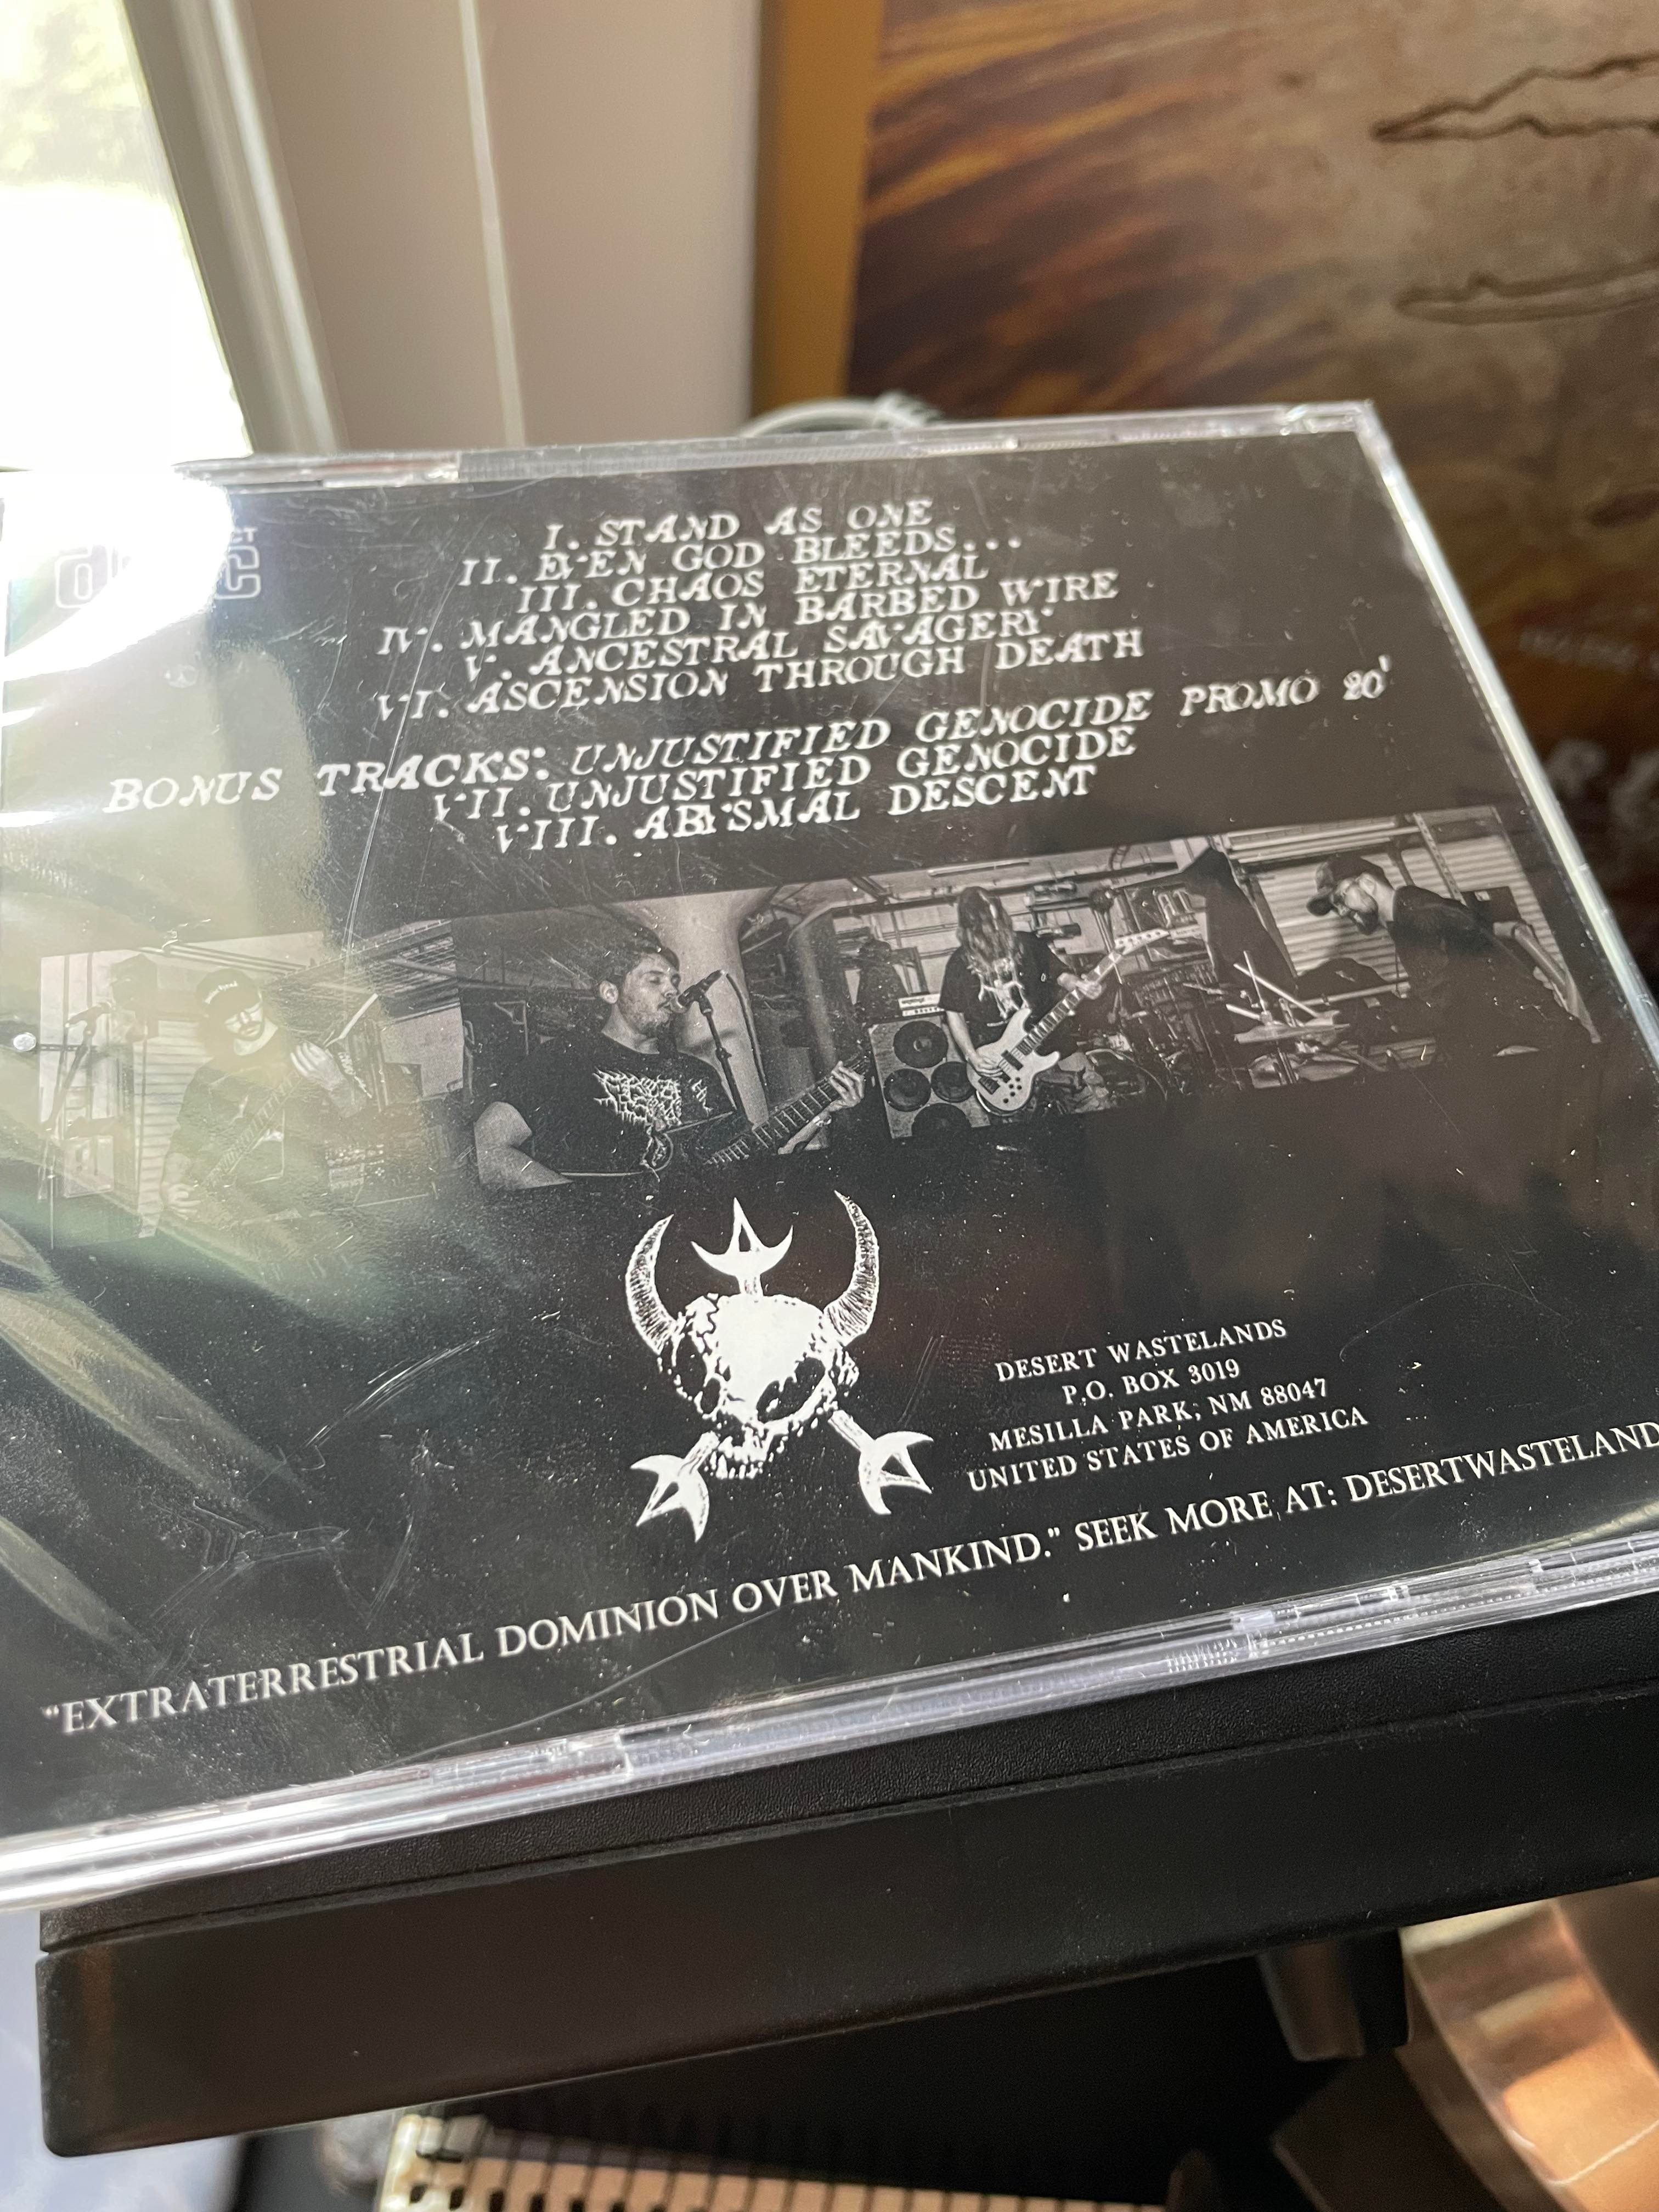 I. STAND AS ONE
II. EVEN GOD BLEEDS...
III. CHAOS ETERNAL
IV. MANGLED IN BARBED WIRE
V. ANCESTRAL SAVAGERY
VI. ASCENSION THROUGH DEATH
BONUS TRACKS: UNJUSTIFIED GENOCIDE PROMO 20'
VII. UNJUSTIFIED GENOCIDE
VIII. ABYSMAL DESCENT
DESERT WASTELANDS
P.O. BOX 3019
MESILLA PARK, NM 88047
UNITED STATES OF AMERICA
"EXTRATERRESTRIAL DOMINION OVER MANKIND." SEEK MORE AT: DESERTWASTELAND